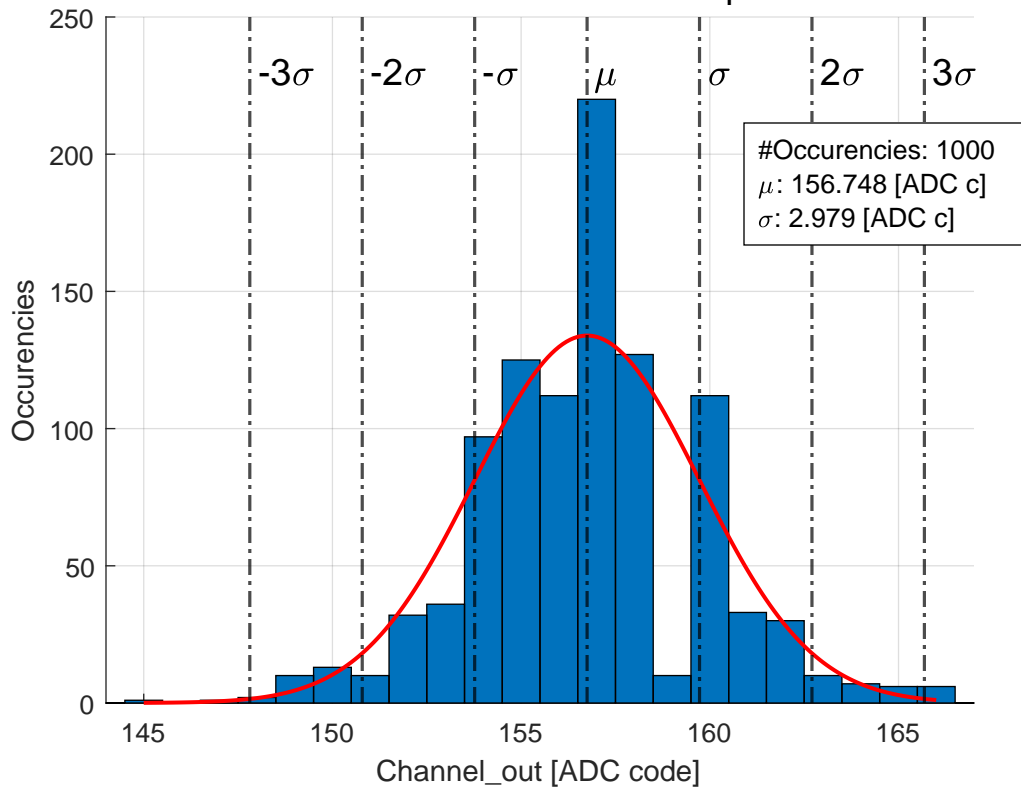 250
200
150
100
50
0
-3σ
-2σ
-σ
μ
σ
2σ
3σ
#Occurencies: 1000
μ: 156.748 [ADC c]
σ: 2.979 [ADC c]
Occurencies
145
150
155
160
165
Channel_out [ADC code]